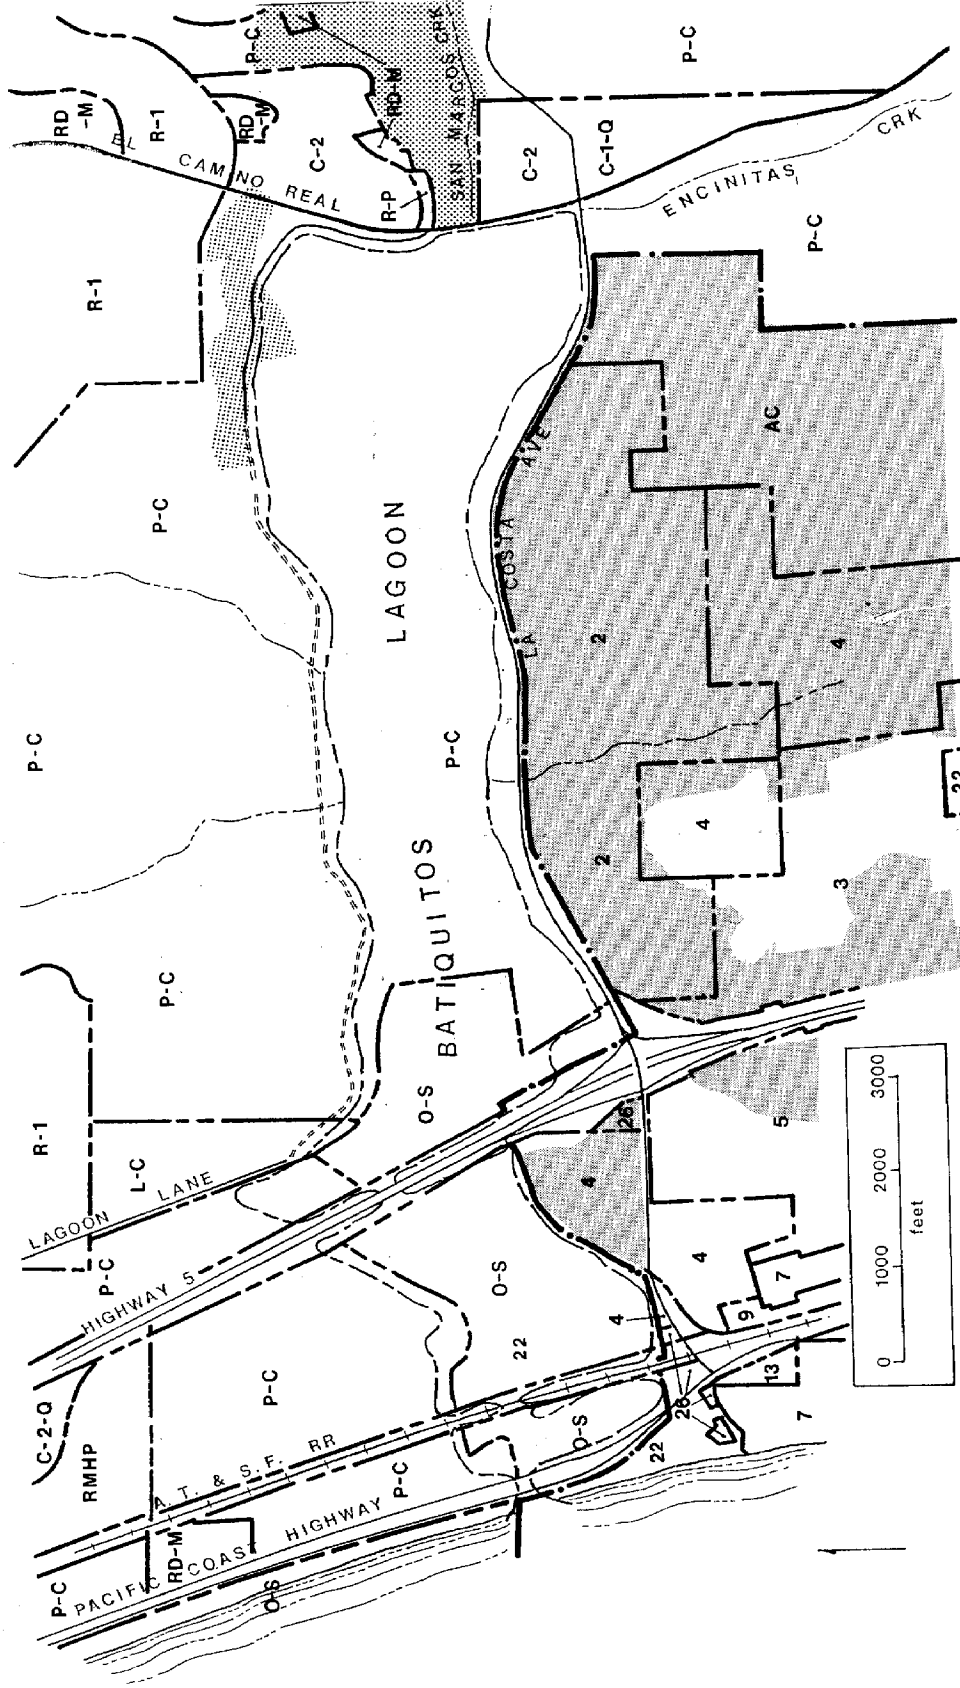 P-C
PACIFIC COAST HIGHWAY
RMHP
C-2-Q
HIGHWAY 5
LAGOON LANE
R-1
P-C
RD
-M
P-C
L-C
R-1
EL CAMINO REAL
RD-M
A. T. & S. F. RR
P-C
P-C
R-1
O-S
P-C
RD
-M
P-C
C-2
P-C
LAGOON
RD-M
R-P
BATIQUITOS
O-S
P-C
SAN MARCOS CRK
O-S
22
LA COSTA AVE
C-2
O-S
4
2
2
C-1-Q
4
26
22
26
4
4
ENCINITAS CRK
P-C
P-C
9
13
7
5
AC
7
3
4
0
1000
2000
3000
feet